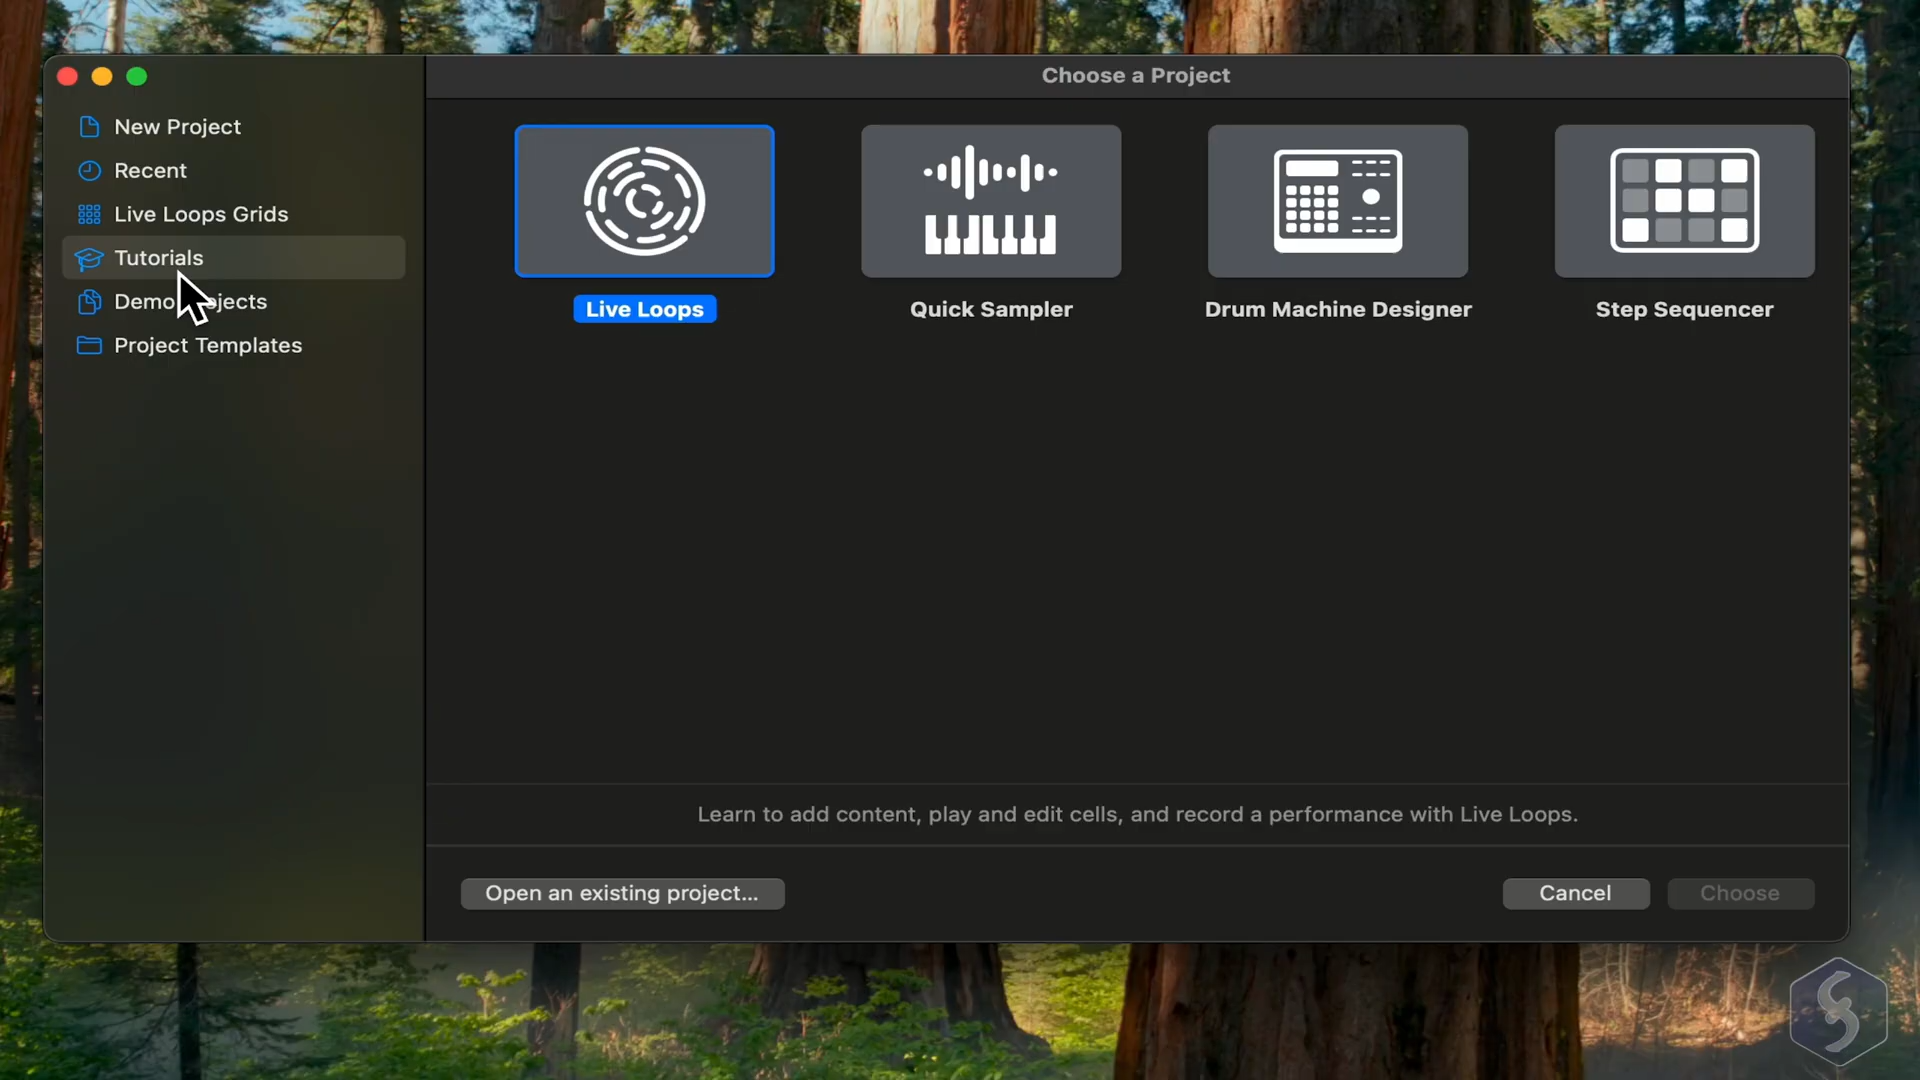 Choose a Project
New Project
Recent
Live Loops Grids
Tutorials
Demo
jects
Project Templates
Live Loops
Quick Sampler
Drum Machine Designer
Step Sequencer
Learn to add content, play and edit cells, and record a performance with Live Loops.
Open an existing project...
Cancel
Choose